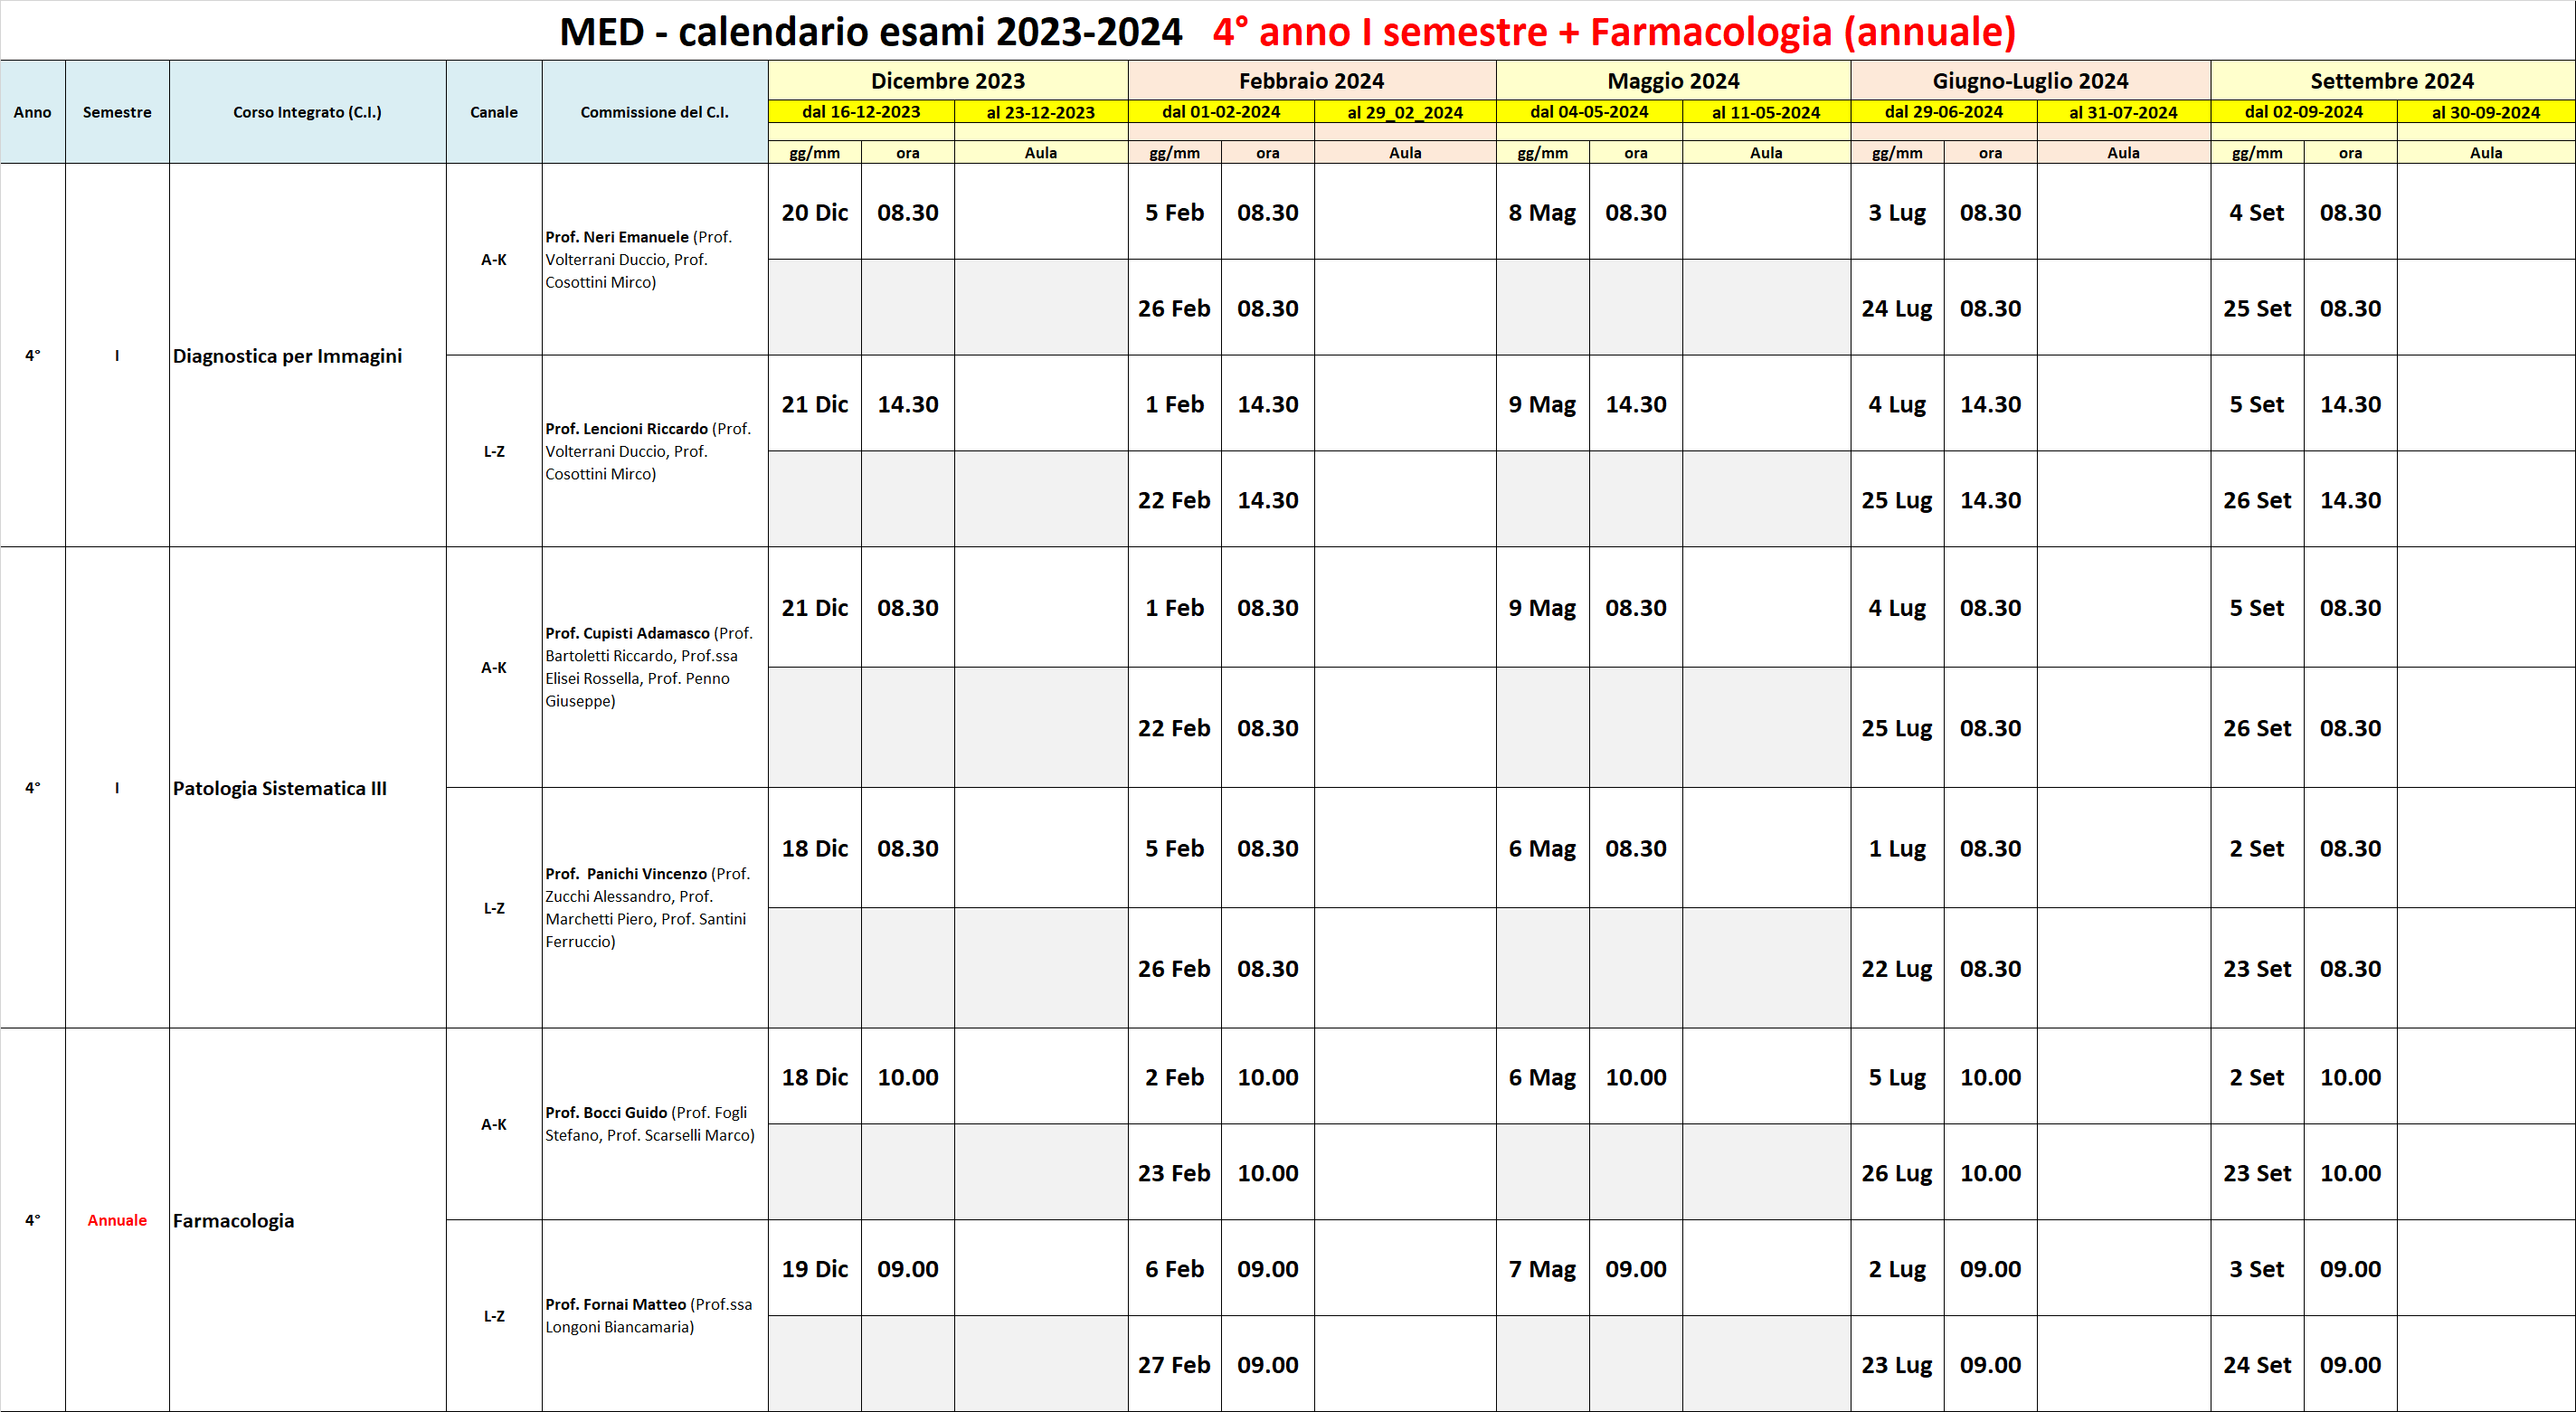 MED - calendario esami 2023-2024 4° anno I semestre + Farmacologia (annuale)
Anno Semestre Corso Integrato (C.I.) Canale Commissione del C.I. Dicembre 2023 Febbraio 2024 Maggio 2024 Giugno-Luglio 2024 Settembre 2024
dal 16-12-2023 al 23-12-2023 dal 01-02-2024 al 29_02_2024 dal 04-05-2024 al 11-05-2024 dal 29-06-2024 al 31-07-2024 dal 02-09-2024 al 30-09-2024
gg/mm ora Aula gg/mm ora Aula gg/mm ora Aula gg/mm ora Aula gg/mm ora Aula
4° I Diagnostica per Immagini
A-K
Prof. Neri Emanuele (Prof.
Volterrani Duccio, Prof.
Cosottini Mirco)
20 Dic 08.30 5 Feb 08.30 8 Mag 08.30 3 Lug 08.30 4 Set 08.30
26 Feb 08.30 24 Lug 08.30 25 Set 08.30
L-Z
Prof. Lencioni Riccardo (Prof.
Volterrani Duccio, Prof.
Cosottini Mirco)
21 Dic 14.30 1 Feb 14.30 9 Mag 14.30 4 Lug 14.30 5 Set 14.30
22 Feb 14.30 25 Lug 14.30 26 Set 14.30
4° I Patologia Sistematica III
A-K
Prof. Cupisti Adamasco (Prof.
Bartoletti Riccardo, Prof.ssa
Elisei Rossella, Prof. Penno
Giuseppe)
21 Dic 08.30 1 Feb 08.30 9 Mag 08.30 4 Lug 08.30 5 Set 08.30
22 Feb 08.30 25 Lug 08.30 26 Set 08.30
L-Z
Prof. Panichi Vincenzo (Prof.
Zucchi Alessandro, Prof.
Marchetti Piero, Prof. Santini
Ferruccio)
18 Dic 08.30 5 Feb 08.30 6 Mag 08.30 1 Lug 08.30 2 Set 08.30
26 Feb 08.30 22 Lug 08.30 23 Set 08.30
4° Annuale Farmacologia
A-K
Prof. Bocci Guido (Prof. Fogli
Stefano, Prof. Scarselli Marco)
18 Dic 10.00 2 Feb 10.00 6 Mag 10.00 5 Lug 10.00 2 Set 10.00
23 Feb 10.00 26 Lug 10.00 23 Set 10.00
L-Z
Prof. Fornai Matteo (Prof.ssa
Longoni Biancamaria)
19 Dic 09.00 6 Feb 09.00 7 Mag 09.00 2 Lug 09.00 3 Set 09.00
27 Feb 09.00 23 Lug 09.00 24 Set 09.00